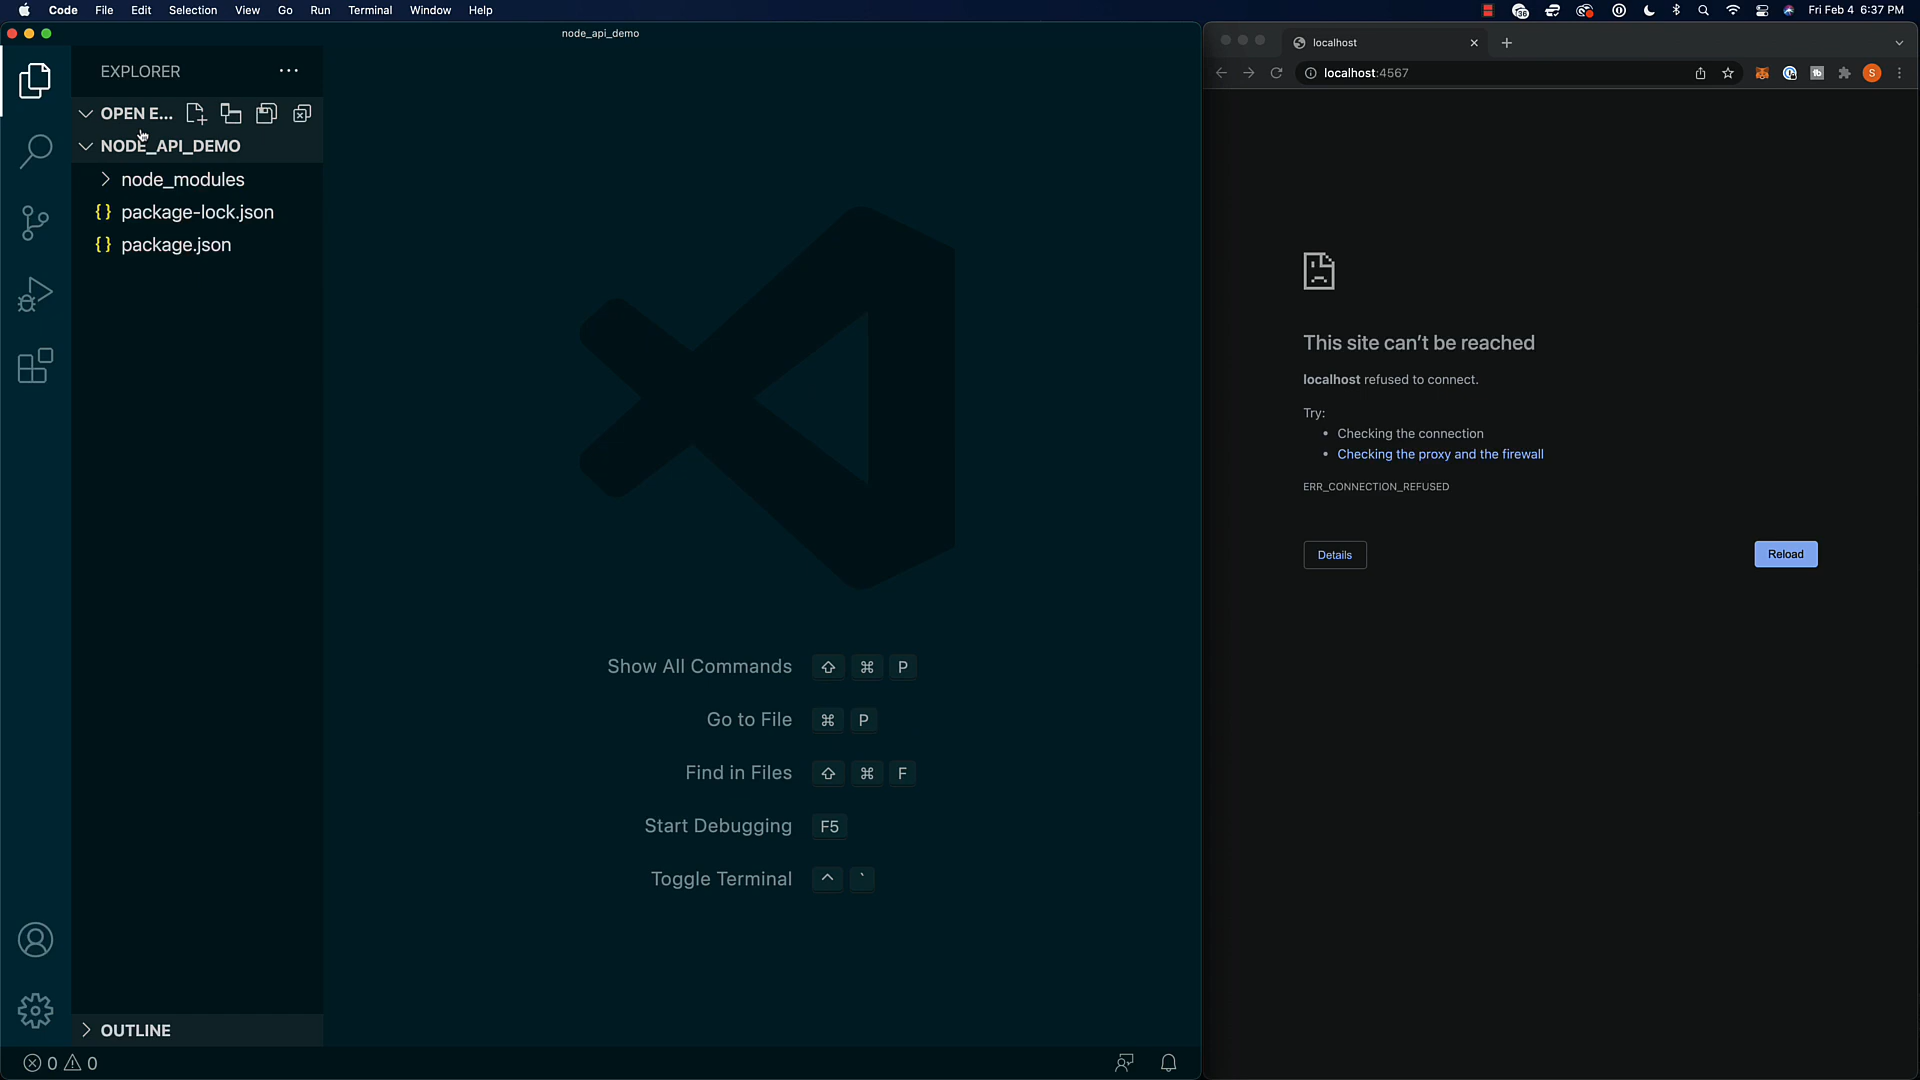 Code File Edit Selection View Go Run Terminal Window Help
Fri Feb 4 6:37 PM
node_api_demo
EXPLORER
OPEN E...
NODE_API_DEMO
node_modules
{} package-lock.json
{} package.json
Show All Commands ⇧ ⌘ P
Go to File ⌘ P
Find in Files ⇧ ⌘ F
Start Debugging F5
Toggle Terminal ^ `
OUTLINE
0 0
localhost
localhost:4567
S
This site can't be reached
localhost refused to connect.
Try:
• Checking the connection
• Checking the proxy and the firewall
ERR_CONNECTION_REFUSED
Details
Reload